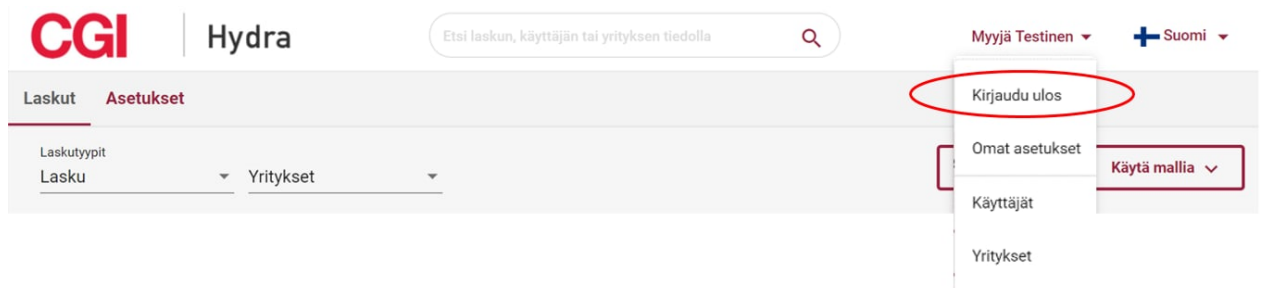 CGI Hydra Etsi laskun, käyttäjän tai yrityksen tiedolla Myyjä Testinen Suomi
Laskut Asetukset
Kirjaudu ulos
Omat asetukset
Laskutyypit
Lasku Yritykset
Käytä mallia
Käyttäjät
Yritykset